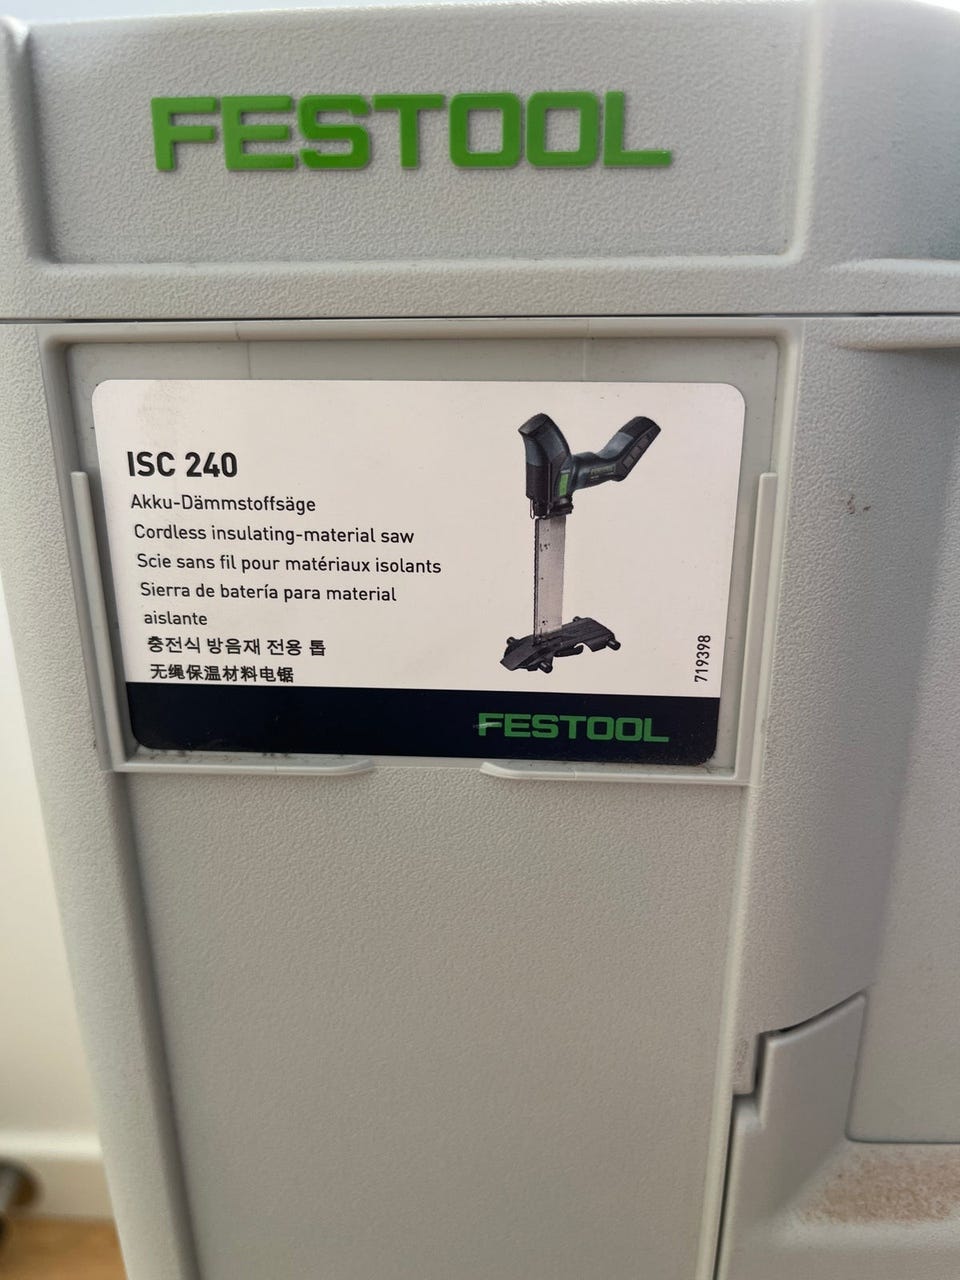 FESTOOL
ISC 240
Akku-Dämmstoffsäge
Cordless insulating-material saw
Scie sans fil pour matériaux isolants
Sierra de batería para material
aislante
충전식 방음재 전용 톱
无绳保温材料电锯
719398
FESTOOL